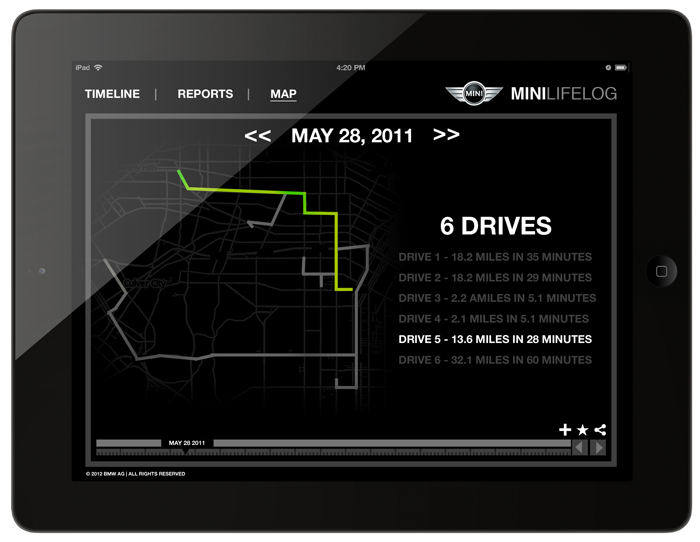 iPad
4:20 PM
TIMELINE | REPORTS | MAP
MINI
MINILIFELOG
<< MAY 28, 2011 >>
6 DRIVES
DRIVE 1 - 18.2 MILES IN 35 MINUTES
DRIVE 2 - 18.2 MILES IN 29 MINUTES
DRIVE 3 - 2.2 AMILES IN 5.1 MINUTES
DRIVE 4 - 2.1 MILES IN 5.1 MINUTES
DRIVE 5 - 13.6 MILES IN 28 MINUTES
DRIVE 6 - 32.1 MILES IN 60 MINUTES
Culver City
MAY 28 2011
© 2012 BMW AG | ALL RIGHTS RESERVED